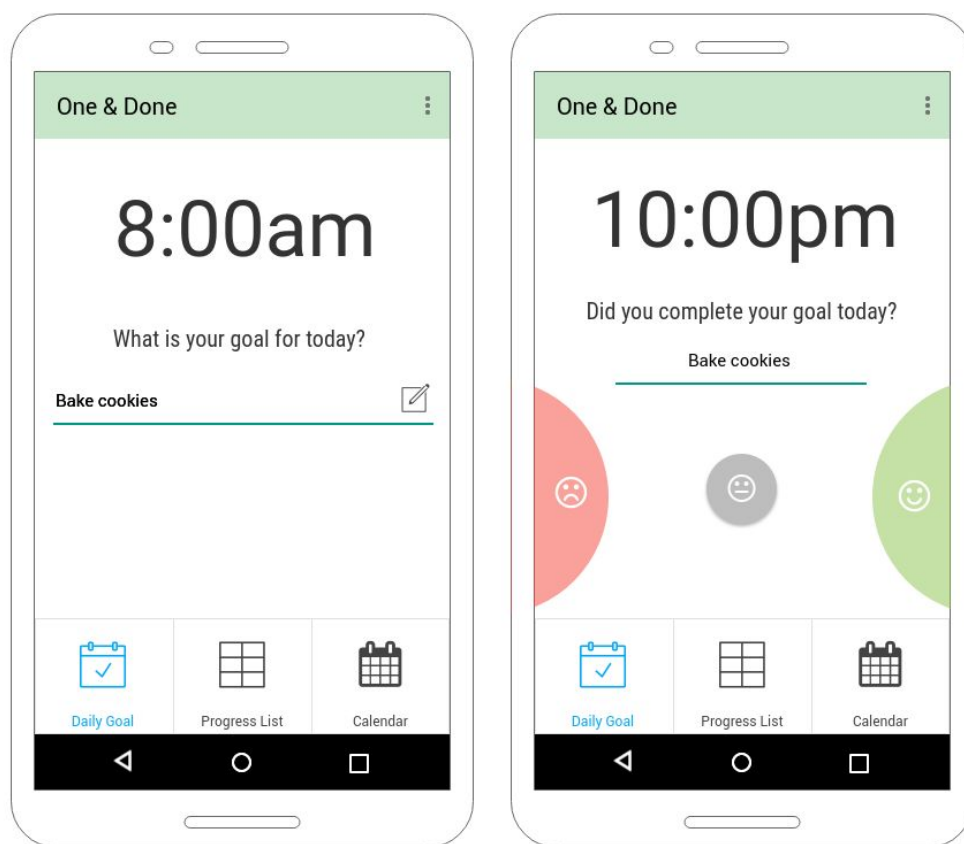 One & Done
8:00am
What is your goal for today?
Bake cookies
Daily Goal
Progress List
Calendar
One & Done
10:00pm
Did you complete your goal today?
Bake cookies
Daily Goal
Progress List
Calendar